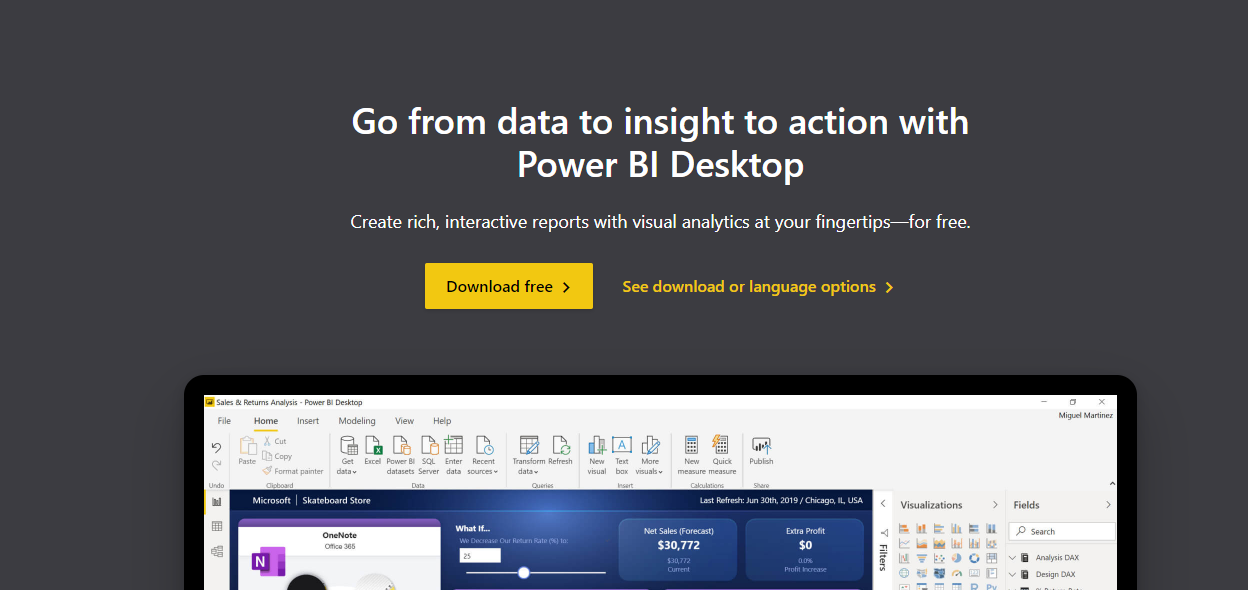 Go from data to insight to action with
Power BI Desktop
Create rich, interactive reports with visual analytics at your fingertips—for free.
Download free
See download or language options
Sales & Returns Analysis - Power BI Desktop
Miguel Martinez
File Home Insert Modeling View Help
Paste
Cut
Copy
Format painter
Get data
Excel
Power BI datasets
SQL Server
Enter data
Recent sources
Transform data
Refresh
New visual
Text box
More visuals
New measure
Quick measure
Publish
Undo Clipboard Data Queries Insert Calculations Share
Microsoft | Skateboard Store
Last Refresh: Jun 30th, 2019 / Chicago, IL, USA
OneNote
Office 365
N
What If...
We Decrease Our Return Rate (%) to:
25
Net Sales (Forecast)
$30,772
$30,772
Current
Extra Profit
$0
0.0%
Profit Increase
Filters
Visualizations
Fields
Search
Analysis DAX
Design DAX